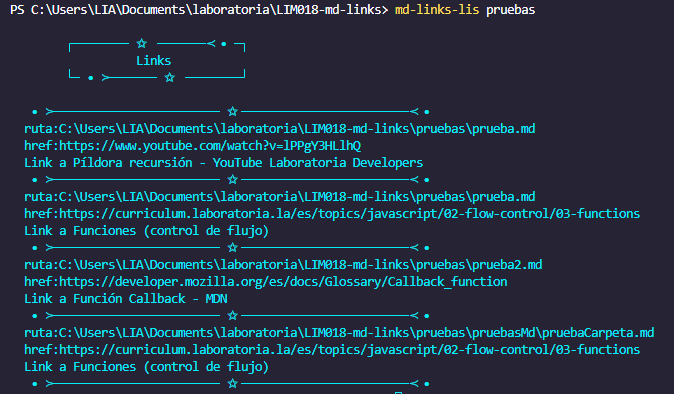 PS C:\Users\LIA\Documents\laboratoria\LIM018-md-links> md-links-lis pruebas
Links
ruta:C:\Users\LIA\Documents\laboratoria\LIM018-md-links\pruebas\prueba.md
href:https://www.youtube.com/watch?v=lPPgY3HLlhQ
Link a Píldora recursión - YouTube Laboratoria Developers
ruta:C:\Users\LIA\Documents\laboratoria\LIM018-md-links\pruebas\prueba.md
href:https://curriculum.laboratoria.la/es/topics/javascript/02-flow-control/03-functions
Link a Funciones (control de flujo)
ruta:C:\Users\LIA\Documents\laboratoria\LIM018-md-links\pruebas\prueba2.md
href:https://developer.mozilla.org/es/docs/Glossary/Callback_function
Link a Función Callback - MDN
ruta:C:\Users\LIA\Documents\laboratoria\LIM018-md-links\pruebas\pruebasMd\pruebaCarpeta.md
href:https://curriculum.laboratoria.la/es/topics/javascript/02-flow-control/03-functions
Link a Funciones (control de flujo)